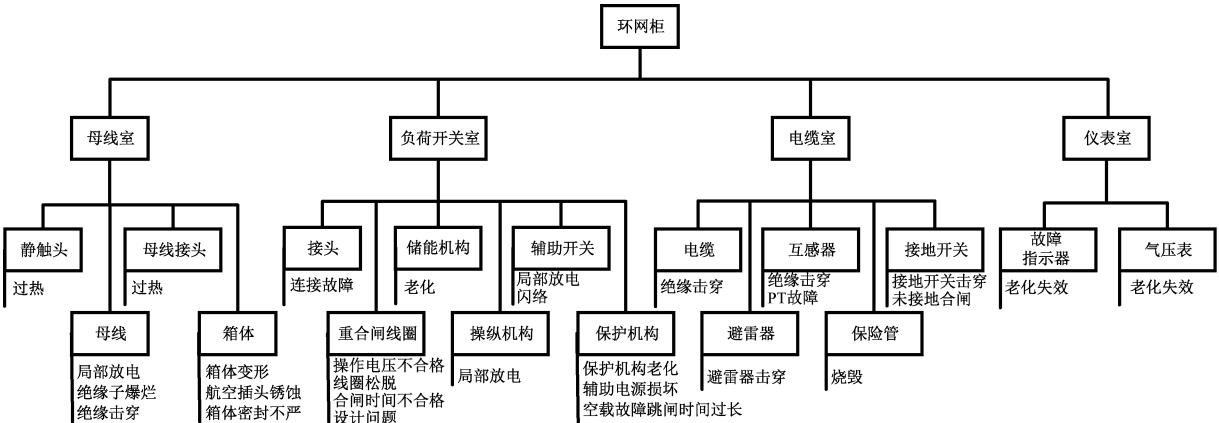 环网柜
母线室
负荷开关室
电缆室
仪表室
静触头
过热
母线接头
过热
接头
连接故障
储能机构
老化
辅助开关
局部放电
闪络
电缆
绝缘击穿
互感器
绝缘击穿
PT故障
接地开关
接地开关击穿
未接地合闸
故障
指示器
老化失效
气压表
老化失效
母线
局部放电
绝缘子爆烂
绝缘击穿
箱体
箱体变形
航空插头锈蚀
箱体密封不严
重合闸线圈
操作电压不合格
线圈松脱
合闸时间不合格
设计问题
操纵机构
局部放电
保护机构
保护机构老化
辅助电源损坏
空载故障跳闸时间过长
避雷器
避雷器击穿
保险管
烧毁